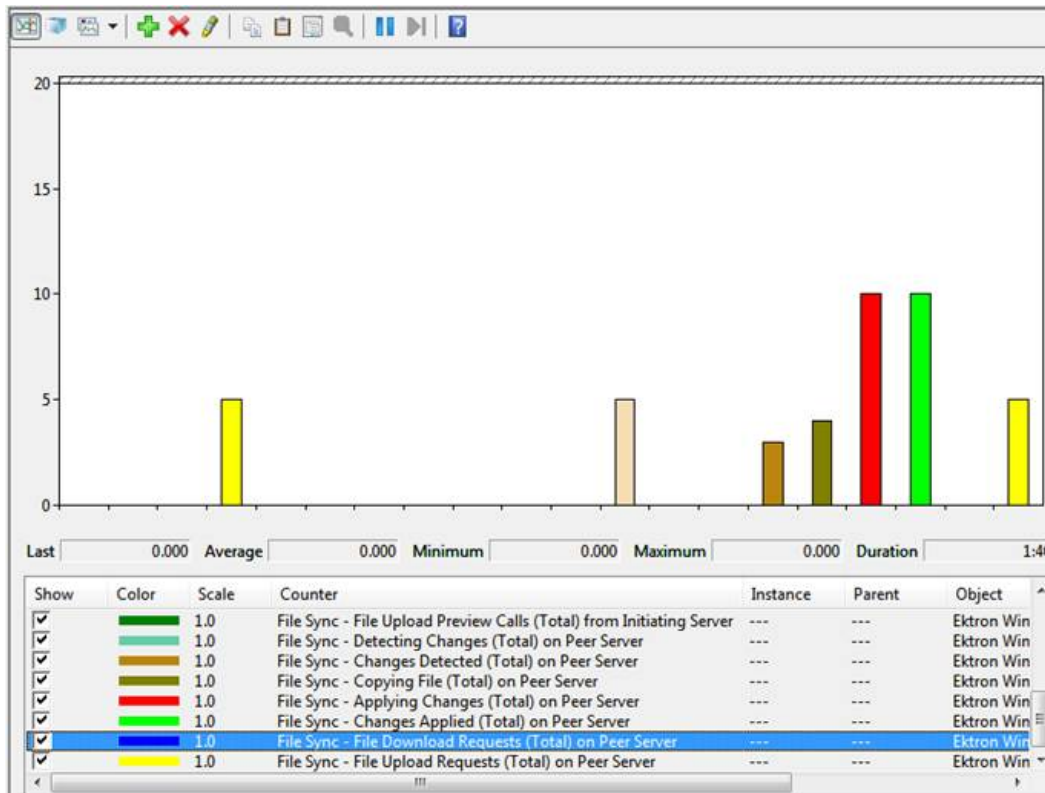 20
15
10
5
0
Last 0.000 Average 0.000 Minimum 0.000 Maximum 0.000 Duration
Show Color Scale Counter Instance Parent Object
1.0 File Sync - File Upload Preview Calls (Total) from Initiating Server --- --- Ektron Win
1.0 File Sync - Detecting Changes (Total) on Peer Server --- --- Ektron Win
1.0 File Sync - Changes Detected (Total) on Peer Server --- --- Ektron Win
1.0 File Sync - Copying File (Total) on Peer Server --- --- Ektron Win
1.0 File Sync - Applying Changes (Total) on Peer Server --- --- Ektron Win
1.0 File Sync - Changes Applied (Total) on Peer Server --- --- Ektron Win
1.0 File Sync - File Download Requests (Total) on Peer Server --- --- Ektron Win
1.0 File Sync - File Upload Requests (Total) on Peer Server --- --- Ektron Win